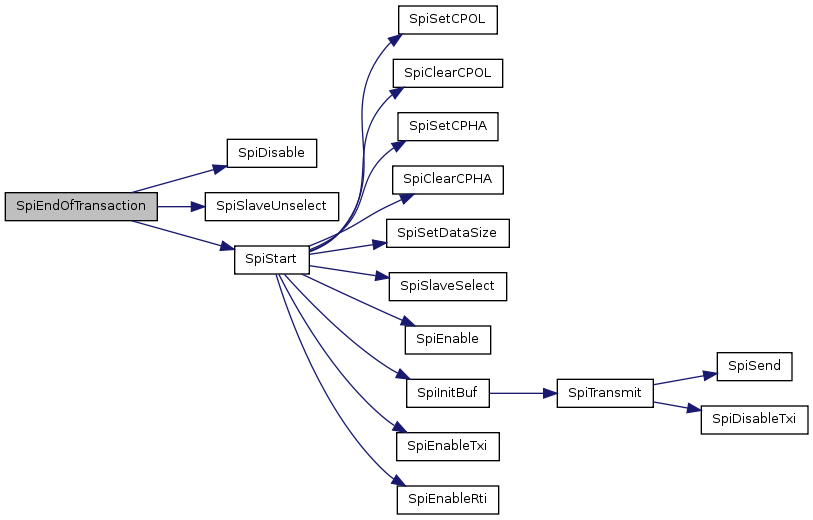 SpiEndOfTransaction
SpiDisable
SpiSlaveUnselect
SpiStart
SpiSetCPOL
SpiClearCPOL
SpiSetCPHA
SpiClearCPHA
SpiSetDataSize
SpiSlaveSelect
SpiEnable
SpiInitBuf
SpiEnableTxi
SpiEnableRti
SpiTransmit
SpiSend
SpiDisableTxi